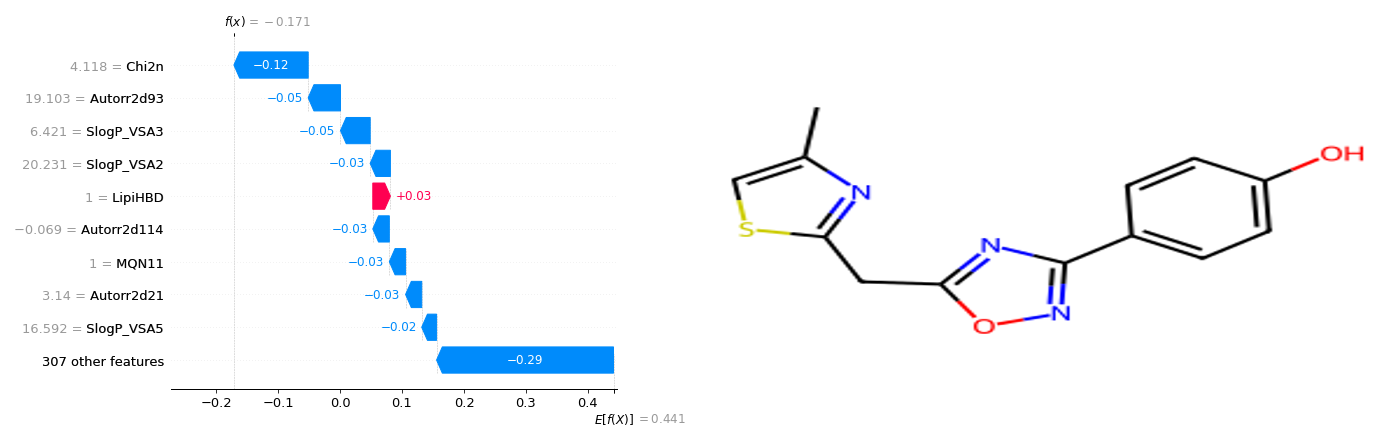 f(x) = −0.171
4.118 = Chi2n
−0.12
19.103 = Autorr2d93
−0.05
6.421 = SlogP_VSA3
−0.05
20.231 = SlogP_VSA2
−0.03
1 = LipiHBD
+0.03
−0.069 = Autorr2d114
−0.03
1 = MQN11
−0.03
3.14 = Autorr2d21
−0.03
16.592 = SlogP_VSA5
−0.02
307 other features
−0.29
−0.2 −0.1 0.0 0.1 0.2 0.3 0.4
E[f(X)] = 0.441
OH
N
S
N
N
O